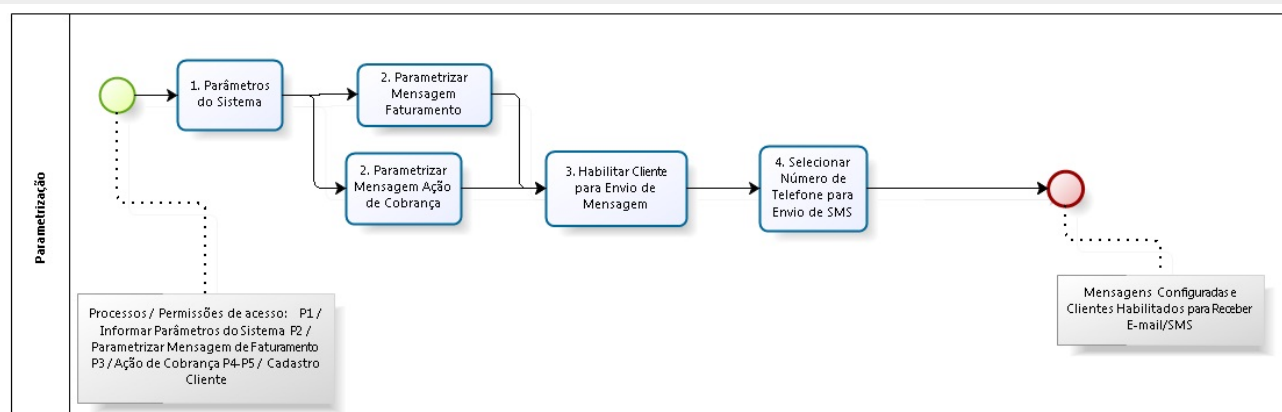 Parametrização
1. Parâmetros
do Sistema
2. Parametrizar
Mensagem
Faturamento
2. Parametrizar
Mensagem Ação
de Cobrança
3. Habilitar Cliente
para Envio de
Mensagem
4. Selecionar
Número de
Telefone para
Envio de SMS
Processos / Permissões de acesso: P1 /
Informar Parâmetros do Sistema P2 /
Parametrizar Mensagem de Faturamento
P3 / Ação de Cobrança P4-P5 / Cadastro
Cliente
Mensagens Configuradas e
Clientes Habilitados para Receber
E-mail/SMS